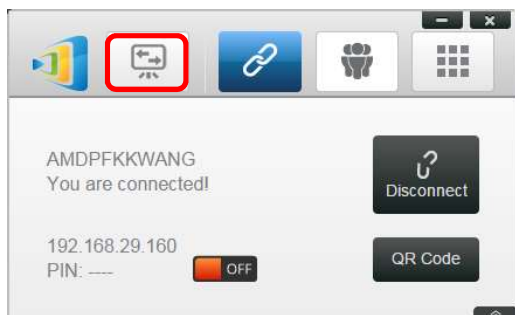 AMDPFKKWANG
You are connected!
Disconnect
192.168.29.160
PIN: ----
OFF
QR Code